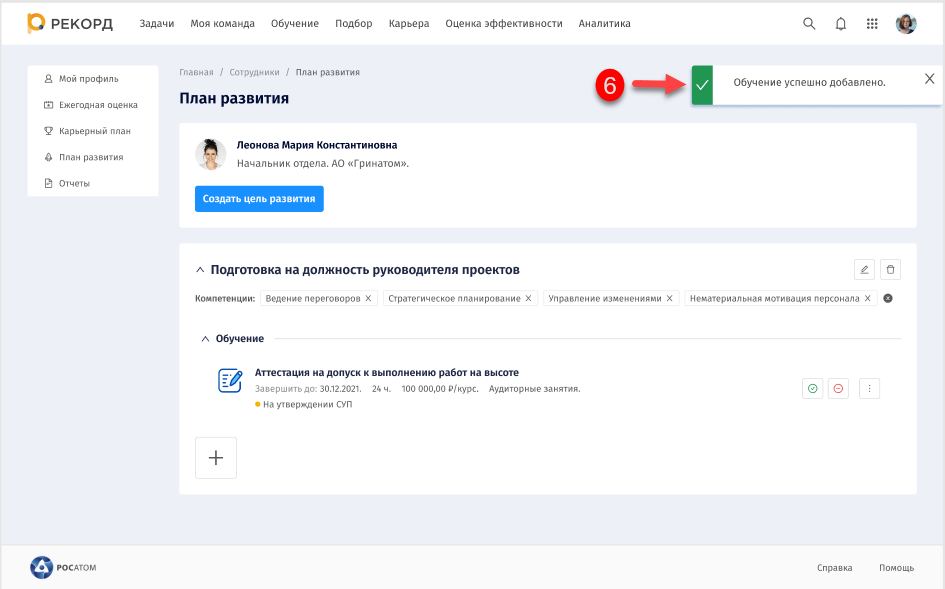 РЕКОРД
Задачи Моя команда Обучение Подбор Карьера Оценка эффективности Аналитика
Мой профиль
Ежегодная оценка
Карьерный план
План развития
Отчеты
Главная / Сотрудники / План развития
План развития
6
Обучение успешно добавлено.
Леонова Мария Константиновна
Начальник отдела. АО «Гринатом».
Создать цель развития
Подготовка на должность руководителя проектов
Компетенции: Ведение переговоров Стратегическое планирование Управление изменениями Нематериальная мотивация персонала
Обучение
Аттестация на допуск к выполнению работ на высоте
Завершить до: 30.12.2021. 24 ч. 100 000,00 ₽/курс. Аудиторные занятия.
На утверждении СУП
РОСАТОМ
Справка Помощь